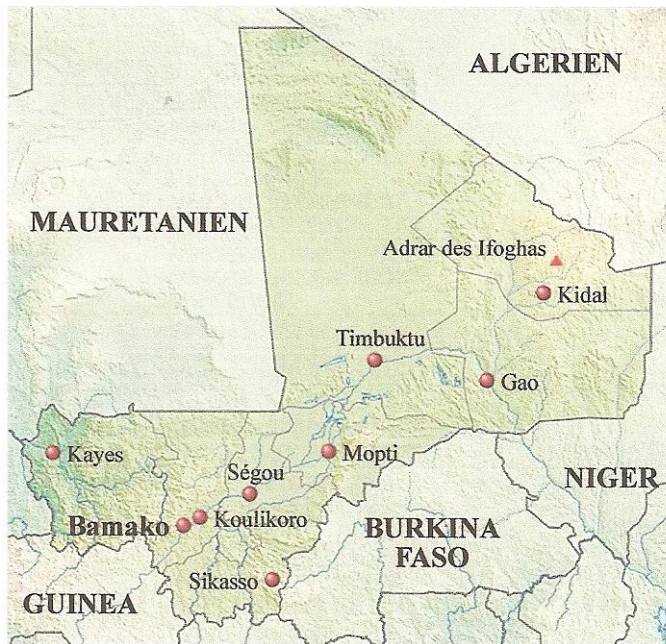 ALGERIEN
MAURETANIEN
Adrar des Ifoghas
Kidal
Timbuktu
Gao
Kayes
Mopti
Ségou
NIGER
Bamako
Koulikoro
BURKINA
FASO
Sikasso
GUINEA